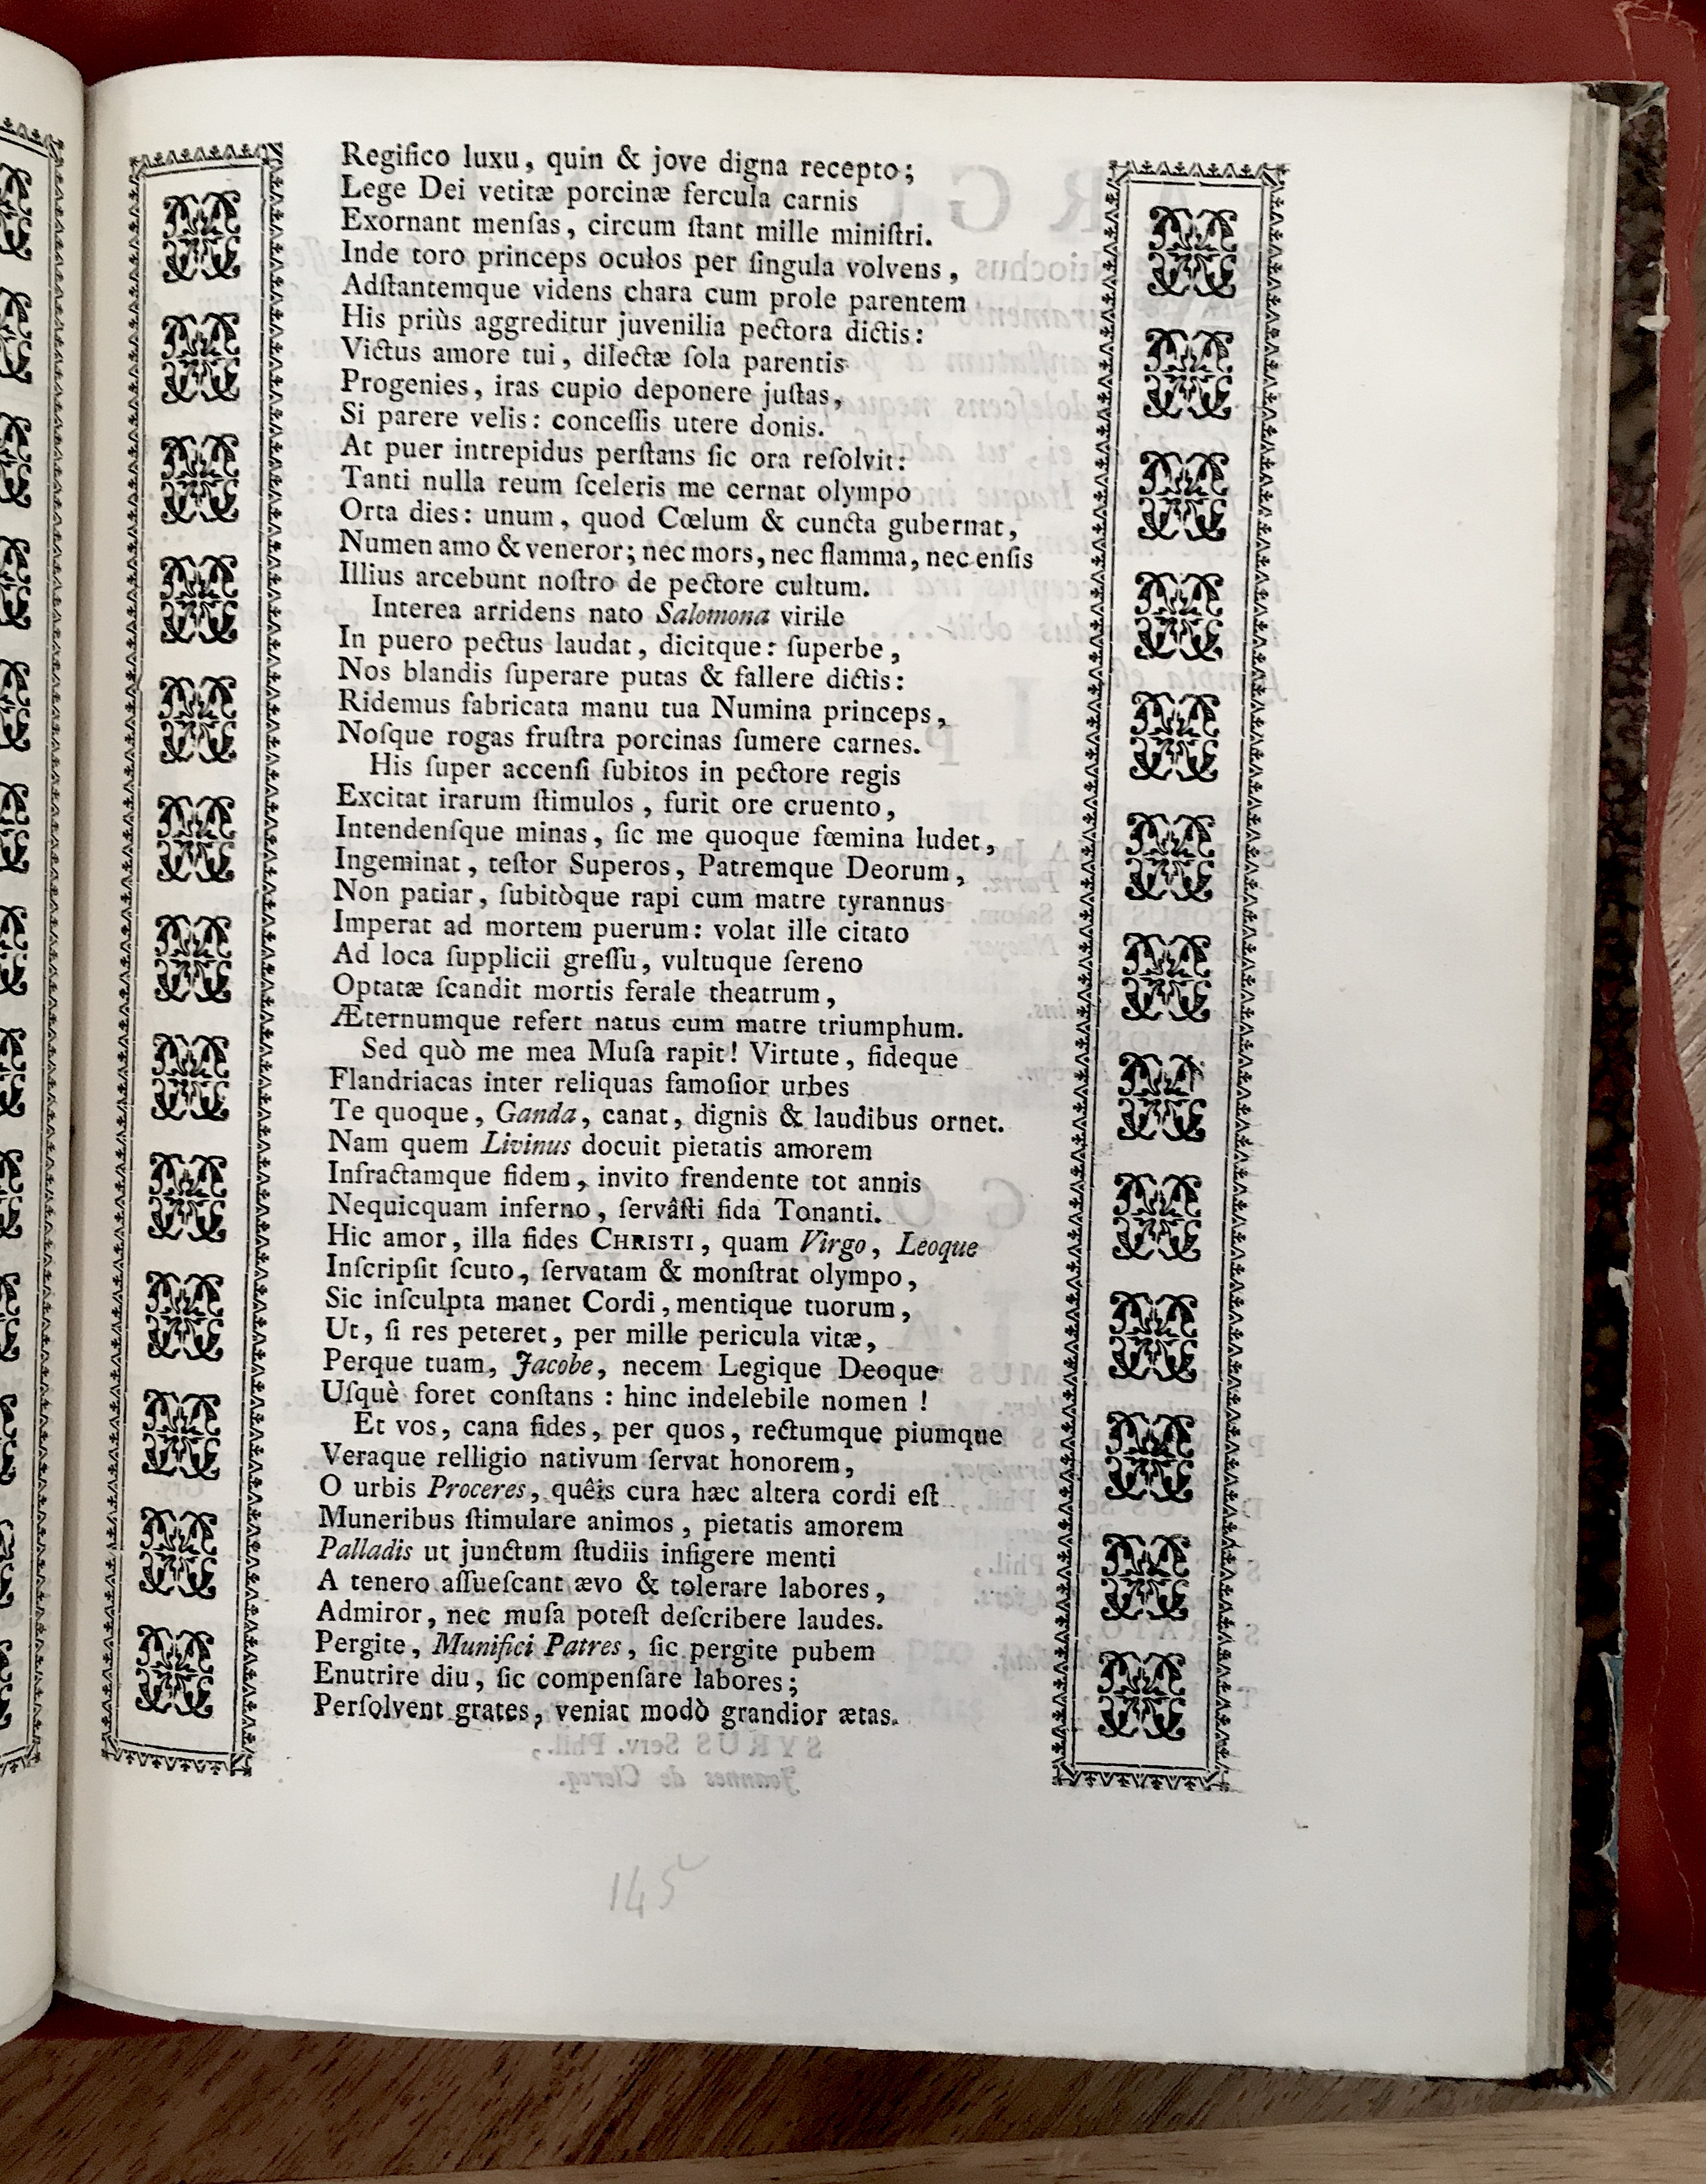 Regifico luxu, quin & jove digna recepto;
Lege Dei vetitæ porcinæ fercula carnis
Exornant menſas, circum ſtant mille miniſtri.
Inde toro princeps oculos per ſingula volvens,
Adſtantemque videns chara cum prole parentem
His priùs aggreditur juvenilia pectora dictis:
Victus amore tui, dilectæ ſola parentis
Progenies, iras cupio deponere juſtas,
Si parere velis: conceſſis utere donis.
At puer intrepidus perſtans ſic ora reſolvit:
Tanti nulla reum ſceleris me cernat olympo
Orta dies: unum, quod Cœlum & cuncta gubernat,
Numen amo & veneror; nec mors, nec flamma, nec enſis
Illius arcebunt noſtro de pectore cultum.
Interea arridens nato Salomona virile
In puero pectus laudat, dicitque: ſuperbe,
Nos blandis ſuperare putas & fallere dictis:
Ridemus fabricata manu tua Numina princeps,
Noſque rogas fruſtra porcinas ſumere carnes.
His ſuper accenſi ſubitos in pectore regis
Excitat irarum ſtimulos, furit ore cruento,
Intendenſque minas, ſic me quoque fœmina ludet,
Ingeminat, teſtor Superos, Patremque Deorum,
Non patiar, ſubitòque rapi cum matre tyrannus
Imperat ad mortem puerum: volat ille citato
Ad loca ſupplicii greſſu, vultuque ſereno
Optatæ ſcandit mortis ferale theatrum,
Æternumque refert natus cum matre triumphum.
Sed quò me mea Muſa rapit! Virtute, fideque
Flandriacas inter reliquas famoſior urbes
Te quoque, Ganda, canat, dignis & laudibus ornet.
Nam quem Livinus docuit pietatis amorem
Infractamque fidem, invito frendente tot annis
Nequicquam inferno, ſervâſti fida Tonanti.
Hic amor, illa fides CHRISTI, quam Virgo, Leoque
Inſcripſit ſcuto, ſervatam & monſtrat olympo,
Sic inſculpta manet Cordi, mentique tuorum,
Ut, ſi res peteret, per mille pericula vitæ,
Perque tuam, Jacobe, necem Legique Deoque
Uſquè foret conſtans : hinc indelebile nomen !
Et vos, cana fides, per quos, rectumque piumque
Veraque relligio nativum ſervat honorem,
O urbis Proceres, quêis cura hæc altera cordi eſt
Muneribus ſtimulare animos, pietatis amorem
Palladis ut junctum ſtudiis infigere menti
A tenero aſſueſcant ævo & tolerare labores,
Admiror, nec muſa poteſt deſcribere laudes.
Pergite, Munifici Patres, ſic pergite pubem
Enutrire diu, ſic compenſare labores;
Perſolvent grates, veniat modò grandior ætas.
145